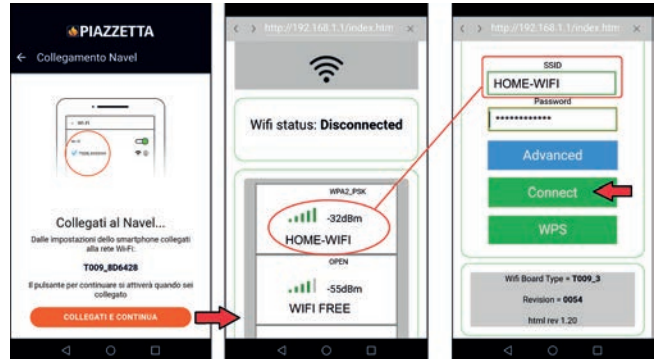 PIAZZETTA
Collegamento Navel
Collegati al Navel...
Dalle impostazioni dello smartphone collegati
alla rete Wi-Fi:
T009_8D6428
Il pulsante per continuare si attiverà quando sei
collegato
COLLEGATI E CONTINUA
http://192.168.1.1/index.htm
Wifi status: Disconnected
WPA2_PSK
-32dBm
HOME-WIFI
OPEN
-55dBm
WIFI FREE
http://192.168.1.1/index.htm
SSID
HOME-WIFI
Password
************
Advanced
Connect
WPS
Wifi Board Type = T009_3
Revision = 0054
html rev 1.20